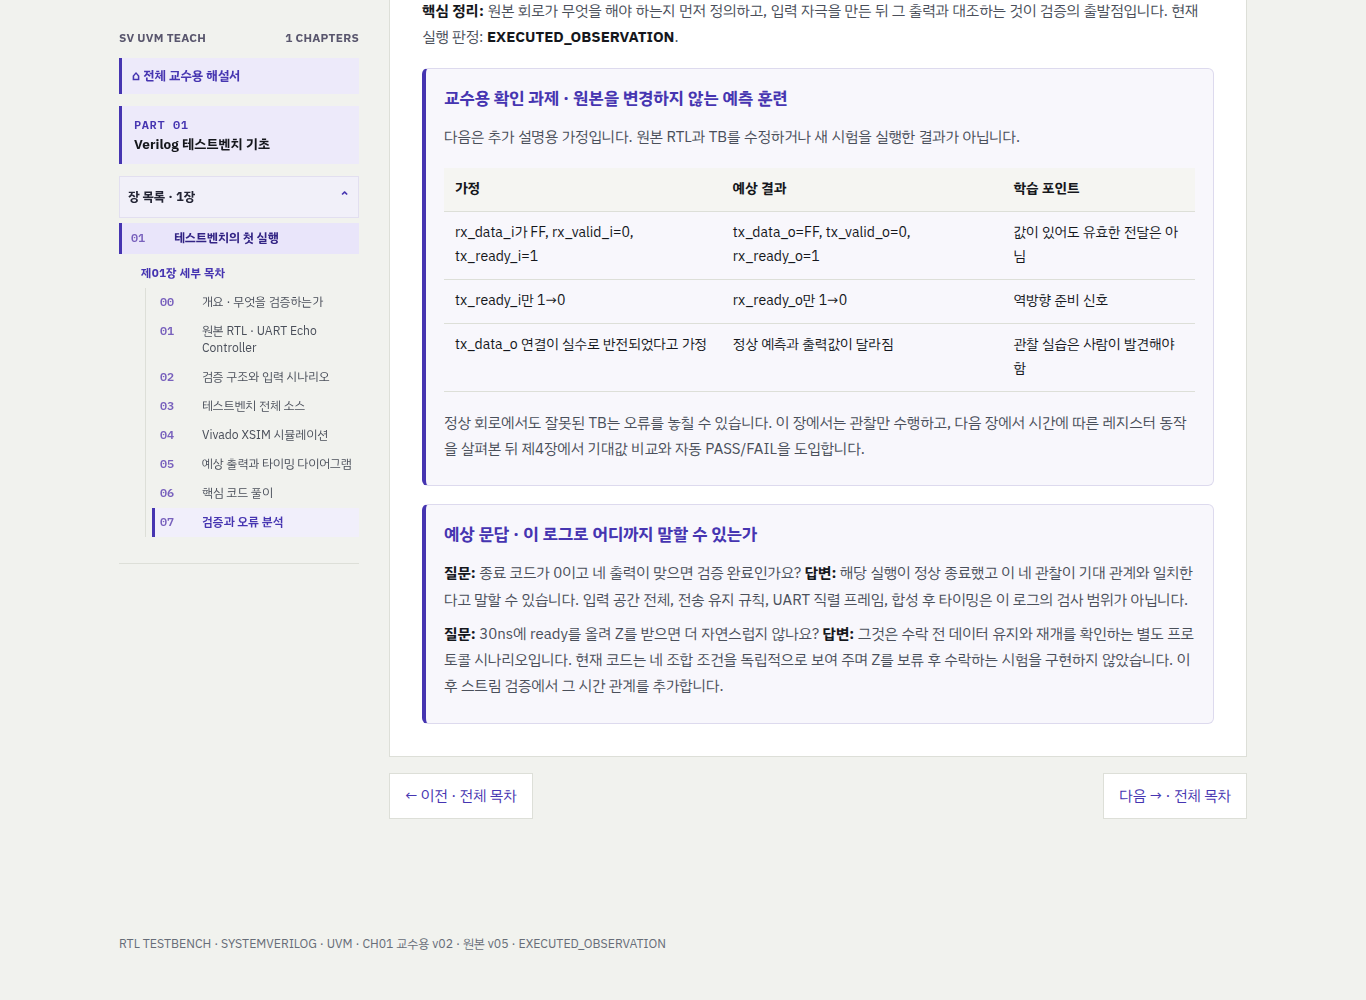 SV UVM TEACH
1 CHAPTERS
⌂ 전체 교수용 해설서
PART 01
Verilog 테스트벤치 기초
장 목록 · 1장
01 테스트벤치의 첫 실행
제01장 세부 목차
00 개요 · 무엇을 검증하는가
01 원본 RTL · UART Echo
Controller
02 검증 구조와 입력 시나리오
03 테스트벤치 전체 소스
04 Vivado XSIM 시뮬레이션
05 예상 출력과 타이밍 다이어그램
06 핵심 코드 풀이
07 검증과 오류 분석
핵심 정리: 원본 회로가 무엇을 해야 하는지 먼저 정의하고, 입력 자극을 만든 뒤 그 출력과 대조하는 것이 검증의 출발점입니다. 현재
실행 판정: EXECUTED_OBSERVATION.
교수용 확인 과제 · 원본을 변경하지 않는 예측 훈련
다음은 추가 설명용 가정입니다. 원본 RTL과 TB를 수정하거나 새 시험을 실행한 결과가 아닙니다.
가정 예상 결과 학습 포인트
rx_data_i가 FF, rx_valid_i=0, tx_data_o=FF, tx_valid_o=0, 값이 있어도 유효한 전달은 아
tx_ready_i=1 rx_ready_o=1 님
tx_ready_i만 1→0 rx_ready_o만 1→0 역방향 준비 신호
tx_data_o 연결이 실수로 반전되었다고 가정 정상 예측과 출력값이 달라짐 관찰 실습은 사람이 발견해야
함
정상 회로에서도 잘못된 TB는 오류를 놓칠 수 있습니다. 이 장에서는 관찰만 수행하고, 다음 장에서 시간에 따른 레지스터 동작
을 살펴본 뒤 제4장에서 기대값 비교와 자동 PASS/FAIL을 도입합니다.
예상 문답 · 이 로그로 어디까지 말할 수 있는가
질문: 종료 코드가 0이고 네 출력이 맞으면 검증 완료인가요? 답변: 해당 실행이 정상 종료했고 이 네 관찰이 기대 관계와 일치한
다고 말할 수 있습니다. 입력 공간 전체, 전송 유지 규칙, UART 직렬 프레임, 합성 후 타이밍은 이 로그의 검사 범위가 아닙니다.
질문: 30ns에 ready를 올려 Z를 받으면 더 자연스럽지 않나요? 답변: 그것은 수락 전 데이터 유지와 재개를 확인하는 별도 프로
토콜 시나리오입니다. 현재 코드는 네 조합 조건을 독립적으로 보여 주며 Z를 보류 후 수락하는 시험을 구현하지 않았습니다. 이
후 스트림 검증에서 그 시간 관계를 추가합니다.
← 이전 · 전체 목차
다음 → · 전체 목차
RTL TESTBENCH · SYSTEMVERILOG · UVM · CH01 교수용 v02 · 원본 v05 · EXECUTED_OBSERVATION